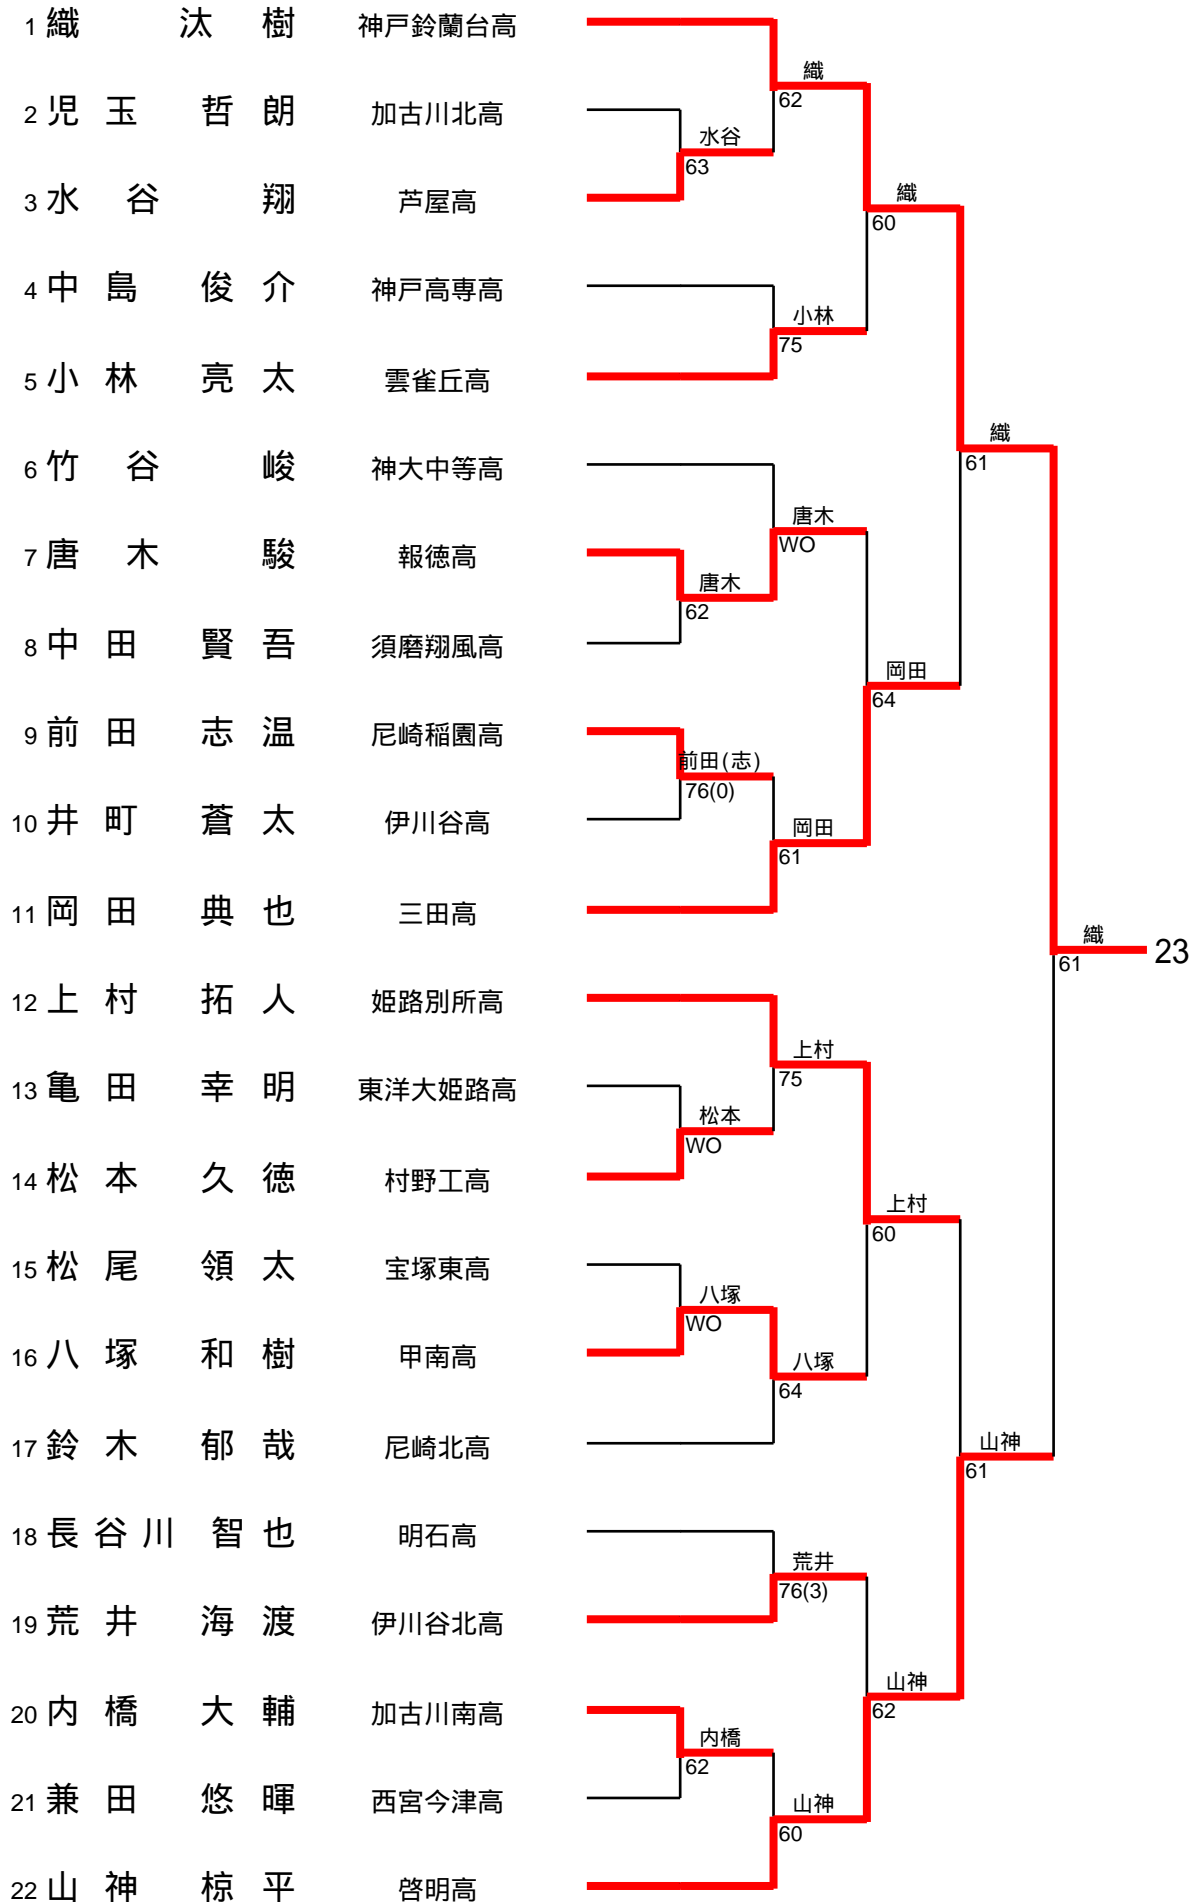 1 織 汰 樹 神戸鈴蘭台高
織
62
2 児 玉 哲 朗 加古川北高
水谷
63
3 水 谷 翔 芦屋高
織
60
4 中 島 俊 介 神戸高専高
小林
75
5 小 林 亮 太 雲雀丘高
織
61
6 竹 谷 峻 神大中等高
唐木
WO
7 唐 木 駿 報徳高
唐木
62
8 中 田 賢 吾 須磨翔風高
岡田
64
9 前 田 志 温 尼崎稲園高
前田(志)
76(0)
10 井 町 蒼 太 伊川谷高
岡田
61
11 岡 田 典 也 三田高
織
61
23
12 上 村 拓 人 姫路別所高
上村
75
13 亀 田 幸 明 東洋大姫路高
松本
WO
14 松 本 久 徳 村野工高
上村
60
15 松 尾 領 太 宝塚東高
八塚
WO
16 八 塚 和 樹 甲南高
八塚
64
17 鈴 木 郁 哉 尼崎北高
山神
61
18 長 谷 川 智 也 明石高
荒井
76(3)
19 荒 井 海 渡 伊川谷北高
山神
62
20 内 橋 大 輔 加古川南高
内橋
62
21 兼 田 悠 暉 西宮今津高
山神
60
22 山 神 椋 平 啓明高